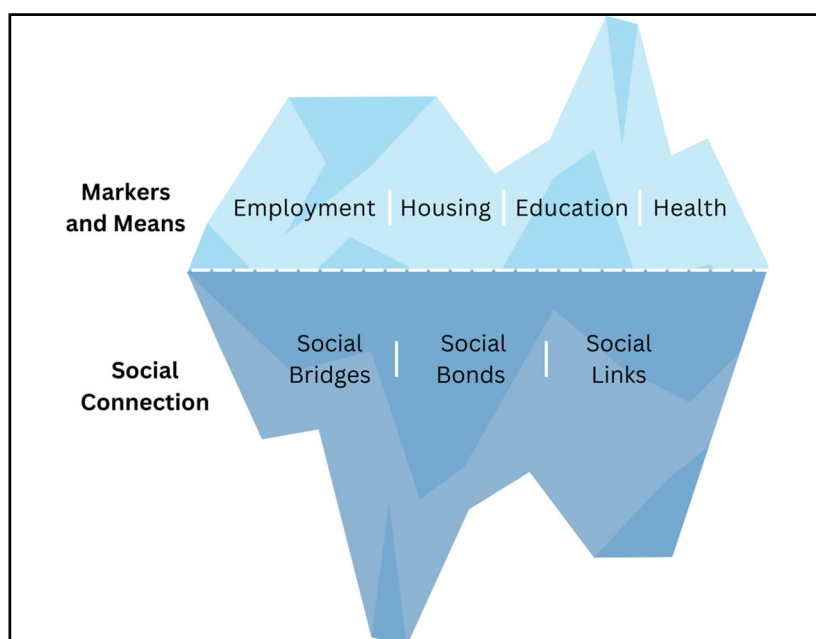 Markers
and Means
Employment | Housing | Education | Health
Social
Connection
Social
Bridges
Social
Bonds
Social
Links